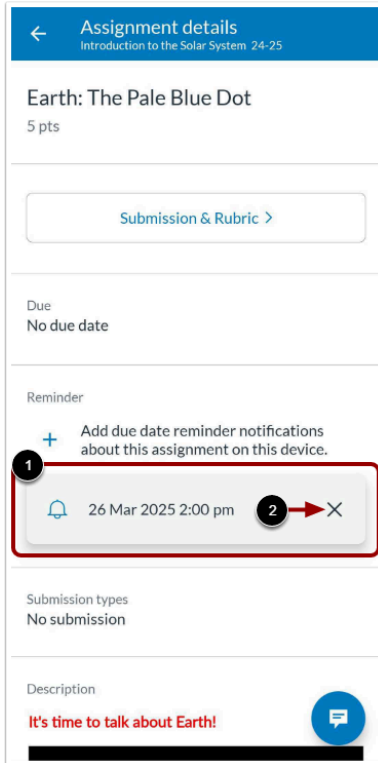 Assignment details
Introduction to the Solar System 24-25
Earth: The Pale Blue Dot
5 pts
Submission & Rubric >
Due
No due date
Reminder
+ Add due date reminder notifications
about this assignment on this device.
1
26 Mar 2025 2:00 pm 2
Submission types
No submission
Description
It's time to talk about Earth!